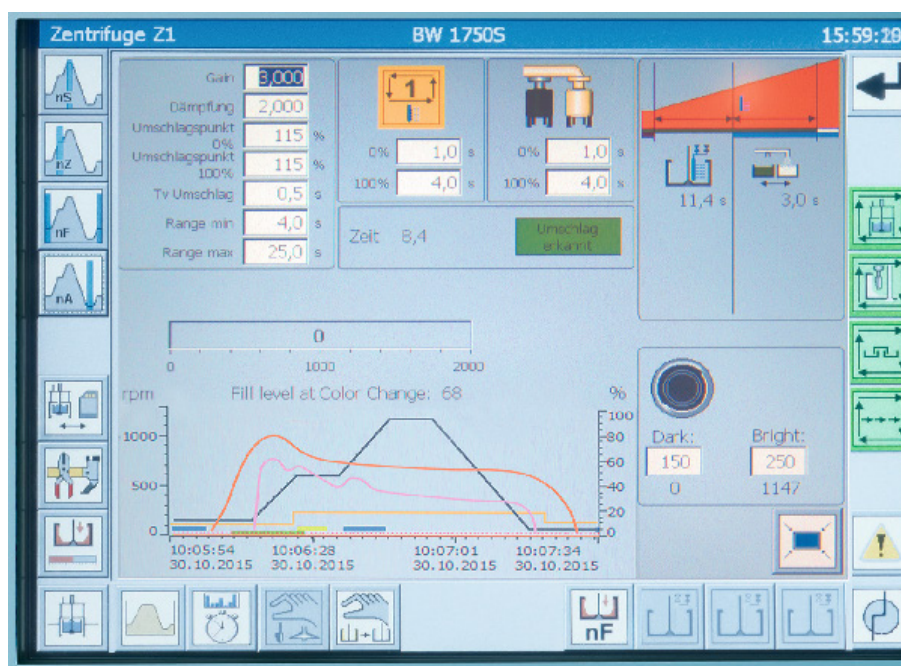 Zentrifuge Z1 BW 1750S 15:59:20
nS
nZ
nF
nA
Gain 3,000
Dämpfung 2,000
Umschlagspunkt 0% 115 %
Umschlagspunkt 100% 115 %
Tv Umschlag 0,5 s
Range min 4,0 s
Range max 25,0 s
1
0% 1,0 s
100% 4,0 s
0% 1,0 s
100% 4,0 s
Zeit 8,4
Umschlag
erkannt
11,4 s 3,0 s
0
0 1000 2000
rpm Fill level at Color Change: 68 %
1000
500
0
100
80
60
40
20
0
10:05:54 10:06:28 10:07:01 10:07:34
30.10.2015 30.10.2015 30.10.2015 30.10.2015
Dark: Bright:
150 250
0 1147
nF